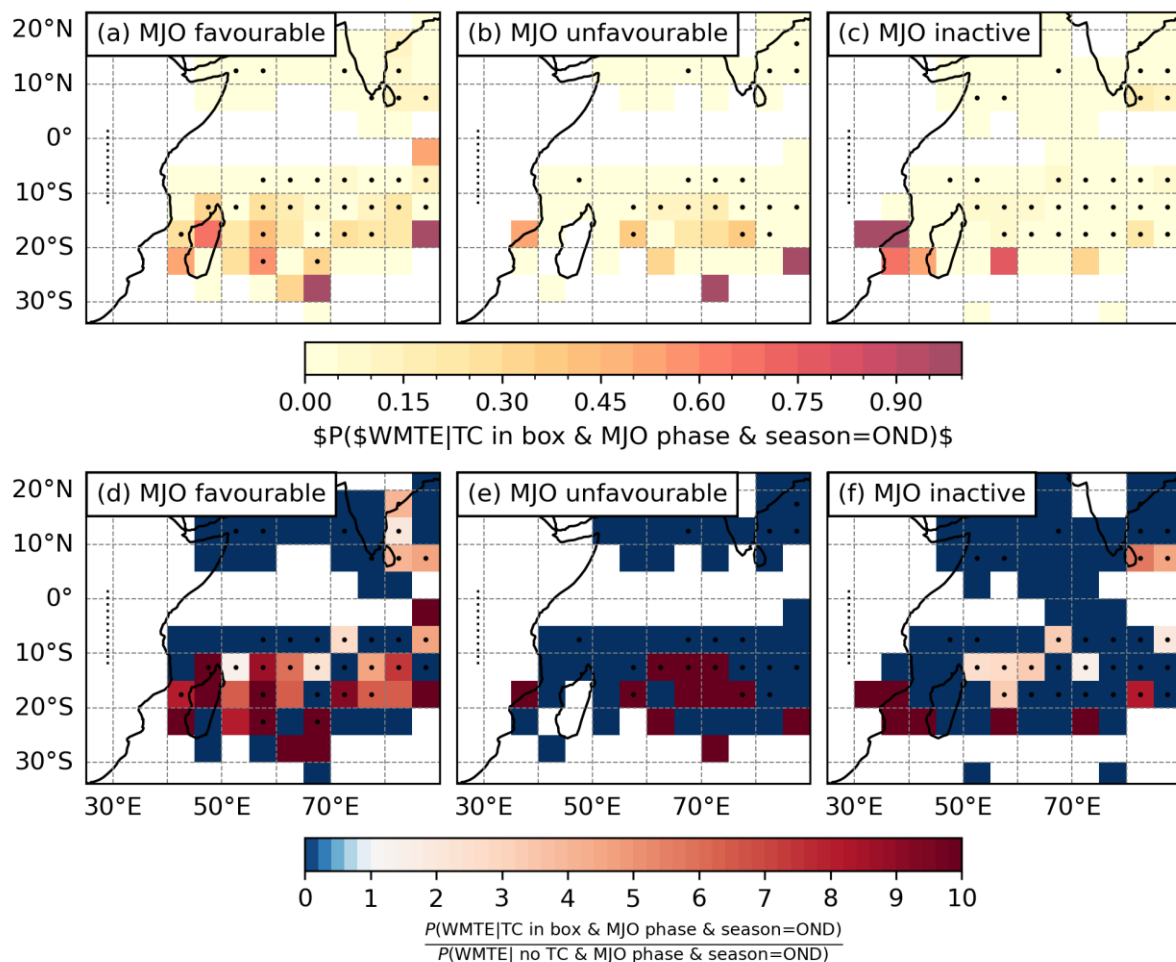 (a) MJO favourable (b) MJO unfavourable (c) MJO inactive
20°N
10°N
0°
10°S
20°S
30°S
0.00 0.15 0.30 0.45 0.60 0.75 0.90
$P($WMTE|TC in box & MJO phase & season=OND)$
(d) MJO favourable (e) MJO unfavourable (f) MJO inactive
20°N
10°N
0°
10°S
20°S
30°S
30°E 50°E 70°E 30°E 50°E 70°E 30°E 50°E 70°E
0 1 2 3 4 5 6 7 8 9 10
P(WMTE|TC in box & MJO phase & season=OND)
P(WMTE| no TC & MJO phase & season=OND)